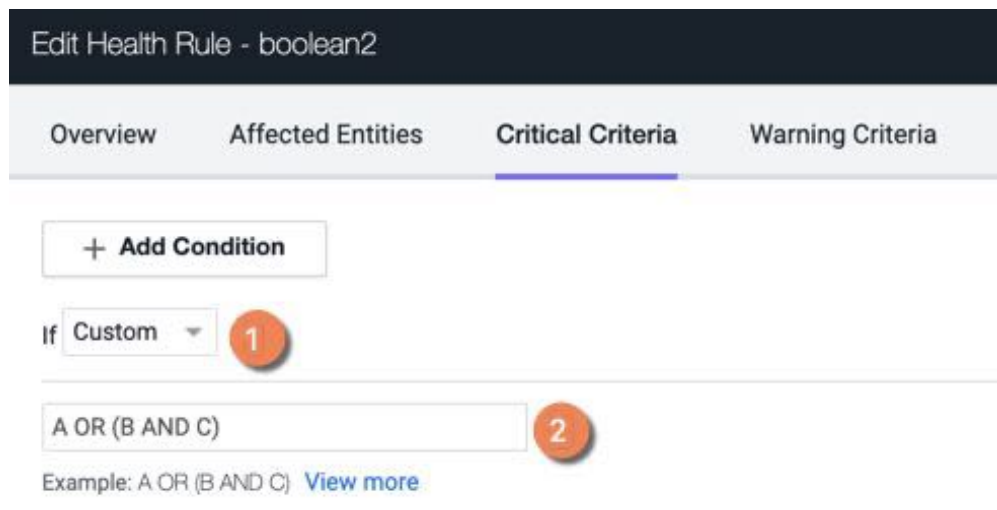 Edit Health Rule - boolean2
Overview Affected Entities Critical Criteria Warning Criteria
+ Add Condition
If Custom 1
A OR (B AND C) 2
Example: A OR (B AND C) View more